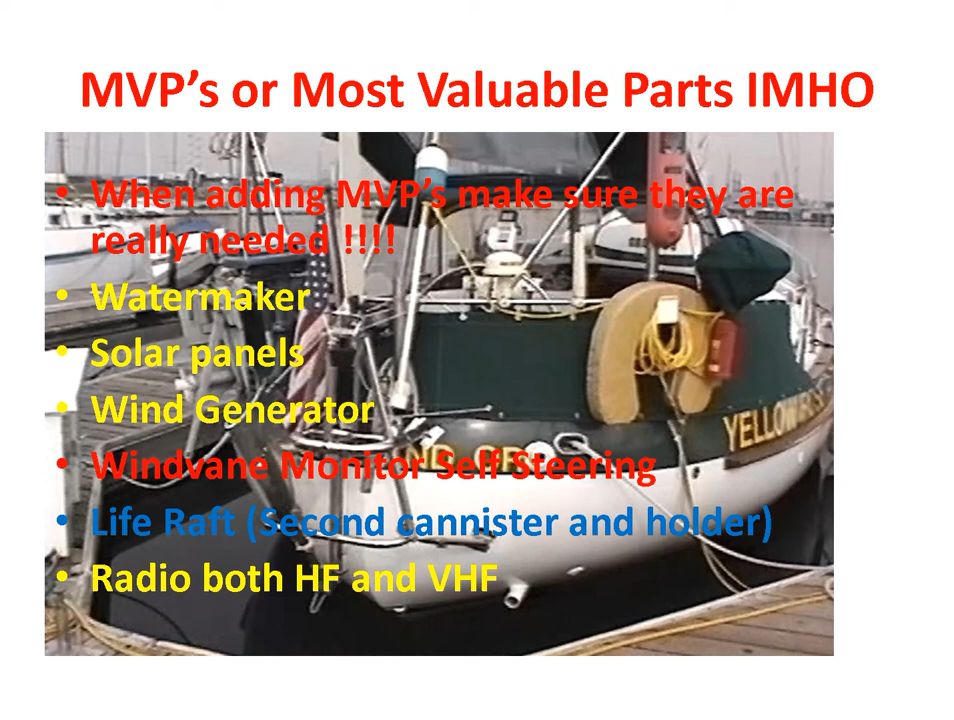 MVP’s or Most Valuable Parts IMHO
• When adding MVP’s make sure they are
really needed !!!!
• Watermaker
• Solar panels
• Wind Generator
• Windvane Monitor Self Steering
• Life Raft (Second cannister and holder)
• Radio both HF and VHF